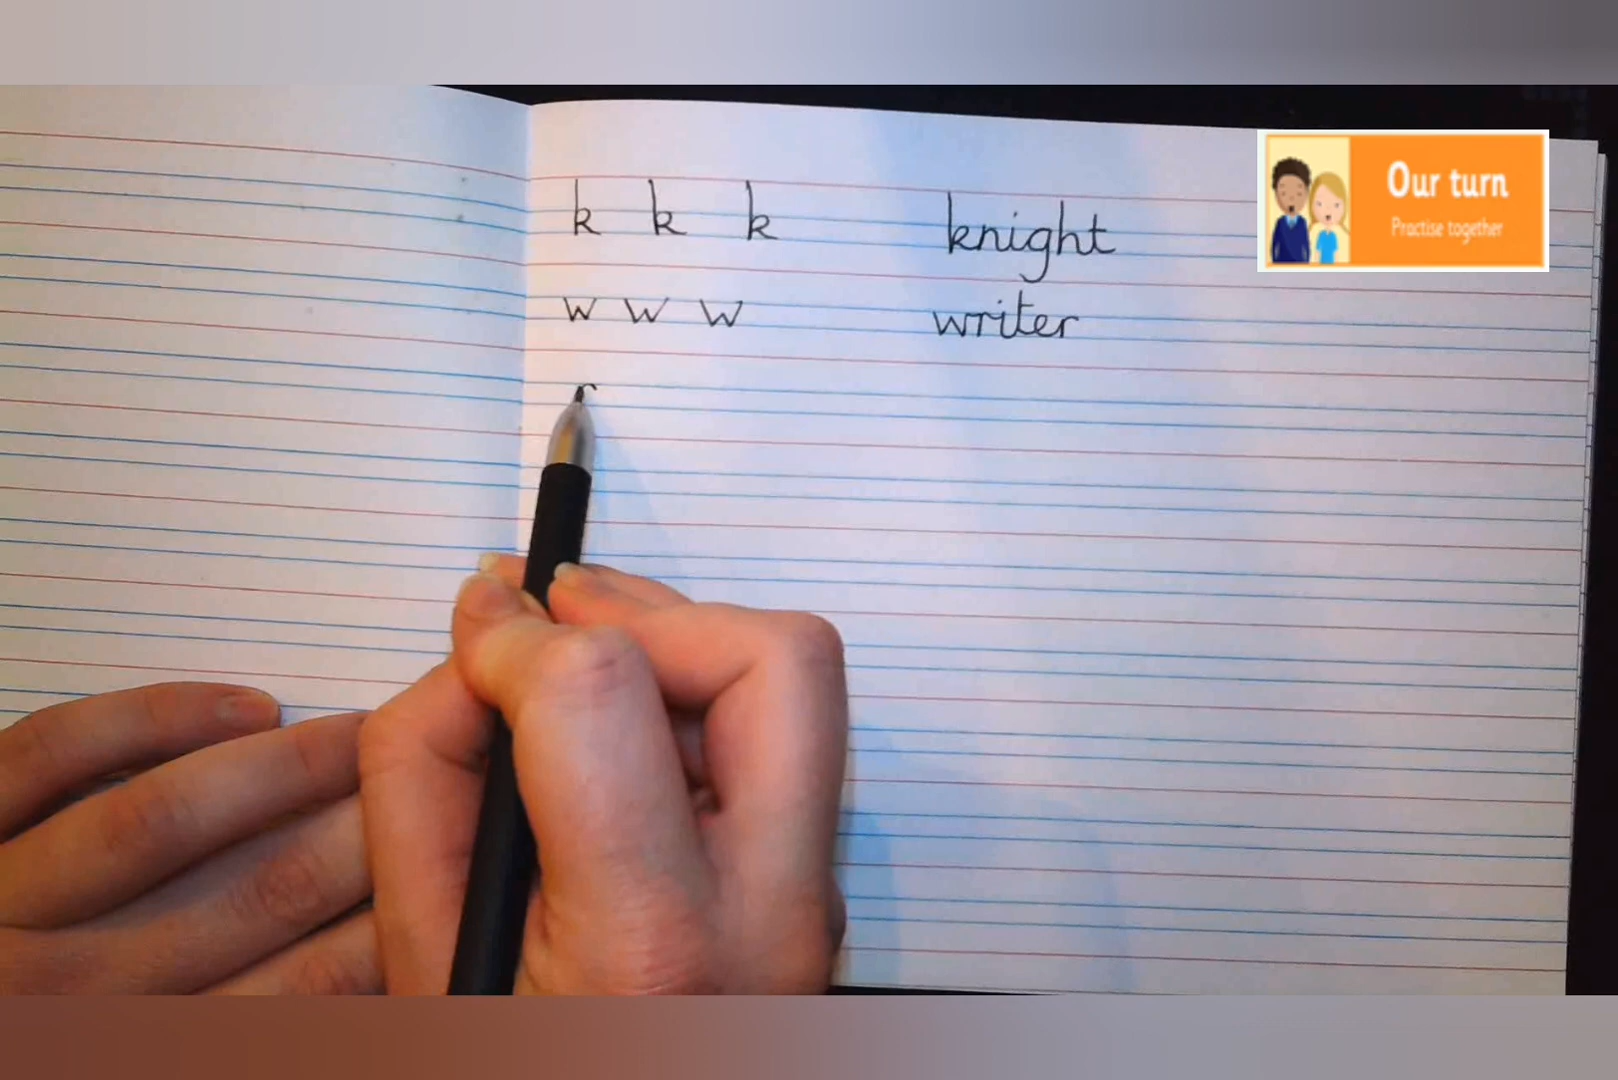 k k k knight
Our turn
Practise together
w w w writer